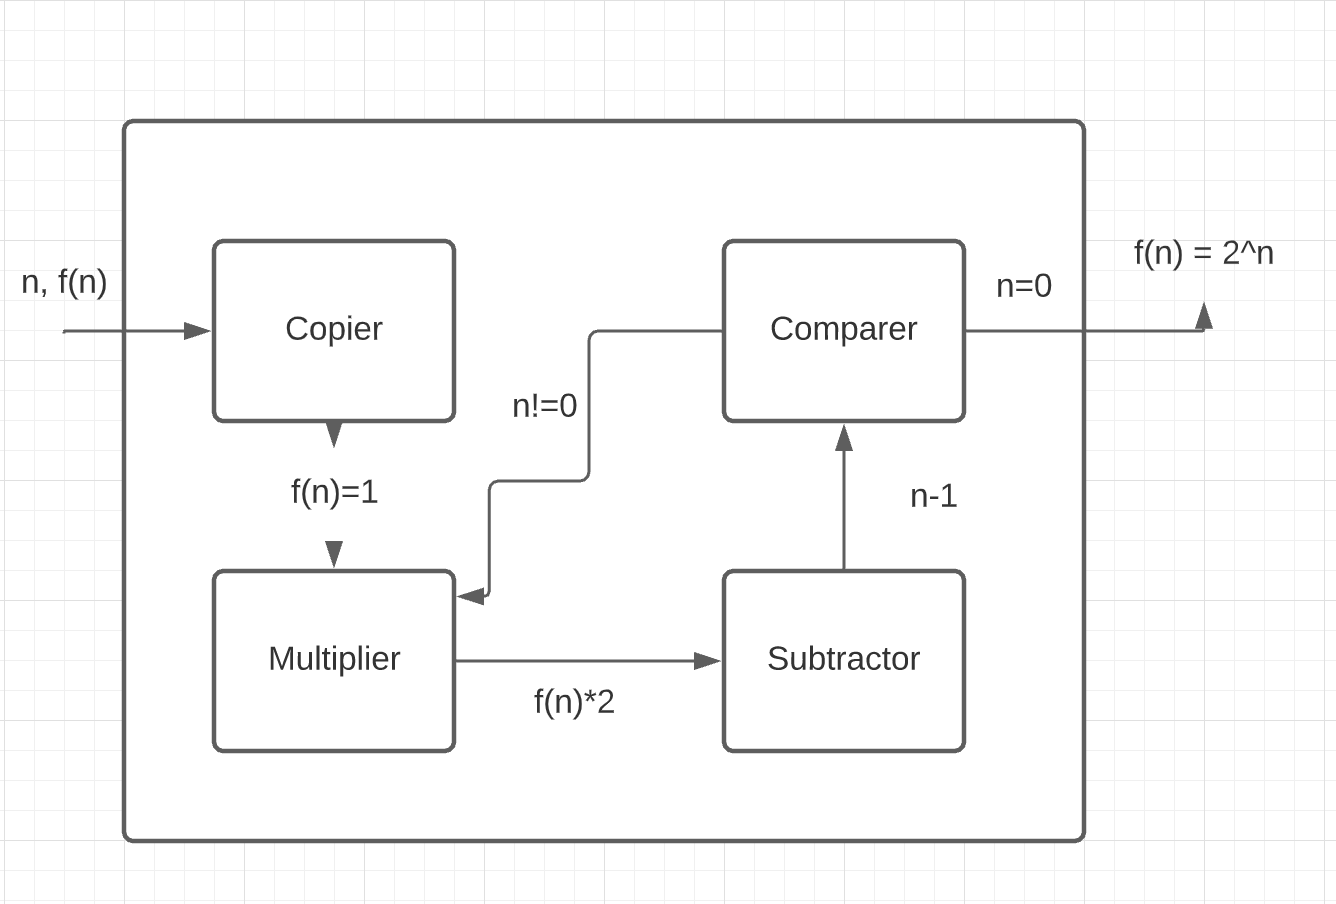 n, f(n)
Copier
f(n)=1
Multiplier
f(n)*2
Subtractor
n-1
Comparer
n!=0
n=0
f(n) = 2^n